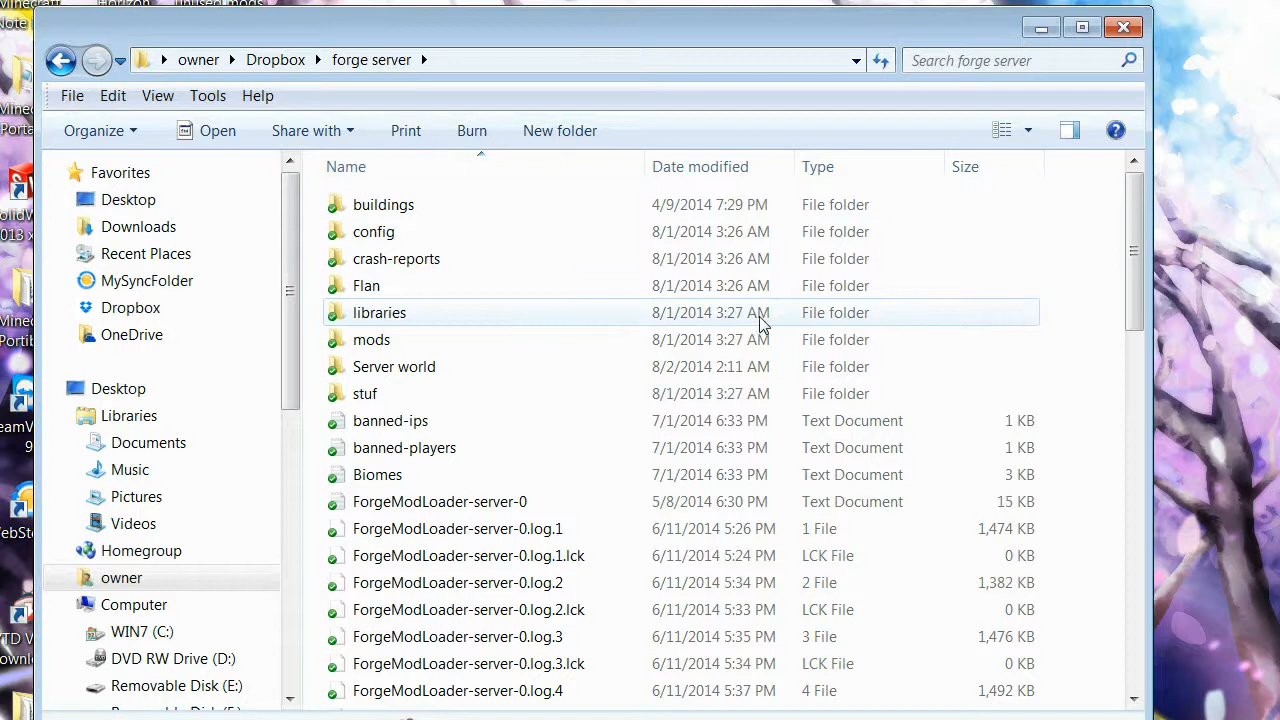 Minecraft
Note
Horizon
unused mods
owner Dropbox forge server
Search forge server
File Edit View Tools Help
Organize Open Share with Print Burn New folder
Name Date modified Type Size
Favorites
Desktop
Downloads
Recent Places
MySyncFolder
Dropbox
OneDrive
Desktop
Libraries
Documents
Music
Pictures
Videos
Homegroup
owner
Computer
WIN7 (C:)
DVD RW Drive (D:)
Removable Disk (E:)
buildings 4/9/2014 7:29 PM File folder
config 8/1/2014 3:26 AM File folder
crash-reports 8/1/2014 3:26 AM File folder
Flan 8/1/2014 3:26 AM File folder
libraries 8/1/2014 3:27 AM File folder
mods 8/1/2014 3:27 AM File folder
Server world 8/2/2014 2:11 AM File folder
stuf 8/1/2014 3:27 AM File folder
banned-ips 7/1/2014 6:33 PM Text Document 1 KB
banned-players 7/1/2014 6:33 PM Text Document 1 KB
Biomes 7/1/2014 6:33 PM Text Document 3 KB
ForgeModLoader-server-0 5/8/2014 6:30 PM Text Document 15 KB
ForgeModLoader-server-0.log.1 6/11/2014 5:26 PM 1 File 1,474 KB
ForgeModLoader-server-0.log.1.lck 6/11/2014 5:24 PM LCK File 0 KB
ForgeModLoader-server-0.log.2 6/11/2014 5:34 PM 2 File 1,382 KB
ForgeModLoader-server-0.log.2.lck 6/11/2014 5:33 PM LCK File 0 KB
ForgeModLoader-server-0.log.3 6/11/2014 5:35 PM 3 File 1,476 KB
ForgeModLoader-server-0.log.3.lck 6/11/2014 5:34 PM LCK File 0 KB
ForgeModLoader-server-0.log.4 6/11/2014 5:37 PM 4 File 1,492 KB